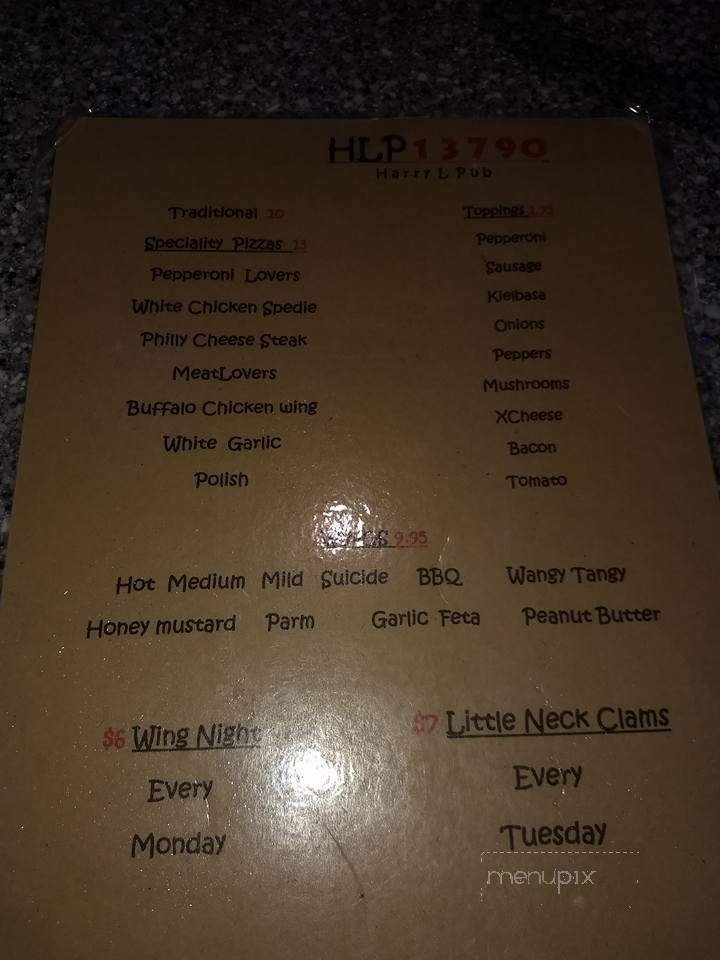 HLP13790
Harry L Pub
Traditional 10
Speciality Pizzas 13
Pepperoni Lovers
White Chicken Spedie
Philly Cheese Steak
MeatLovers
Buffalo Chicken wing
White Garlic
Polish
Toppings 1.75
Pepperoni
Sausage
Kielbasa
Onions
Peppers
Mushrooms
XCheese
Bacon
Tomato
9.95
Hot Medium Mild Suicide BBQ Wangy Tangy
Honey mustard Parm Garlic Feta Peanut Butter
$6 Wing Night
Every
Monday
$7 Little Neck Clams
Every
Tuesday
menupix